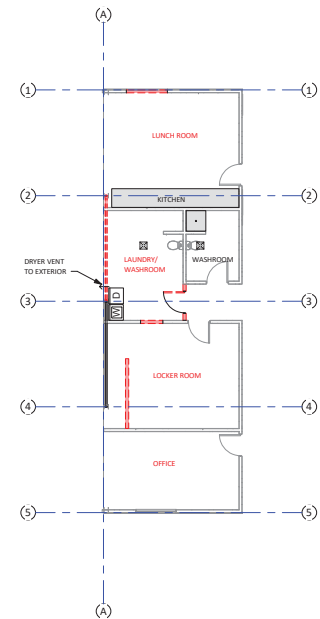 (A)
(1) (1)
LUNCH ROOM
(2) (2)
KITCHEN
DRYER VENT
TO EXTERIOR
LAUNDRY/
WASHROOM
WASHROOM
(3) (3)
D
W
LOCKER ROOM
(4) (4)
OFFICE
(5) (5)
(A)